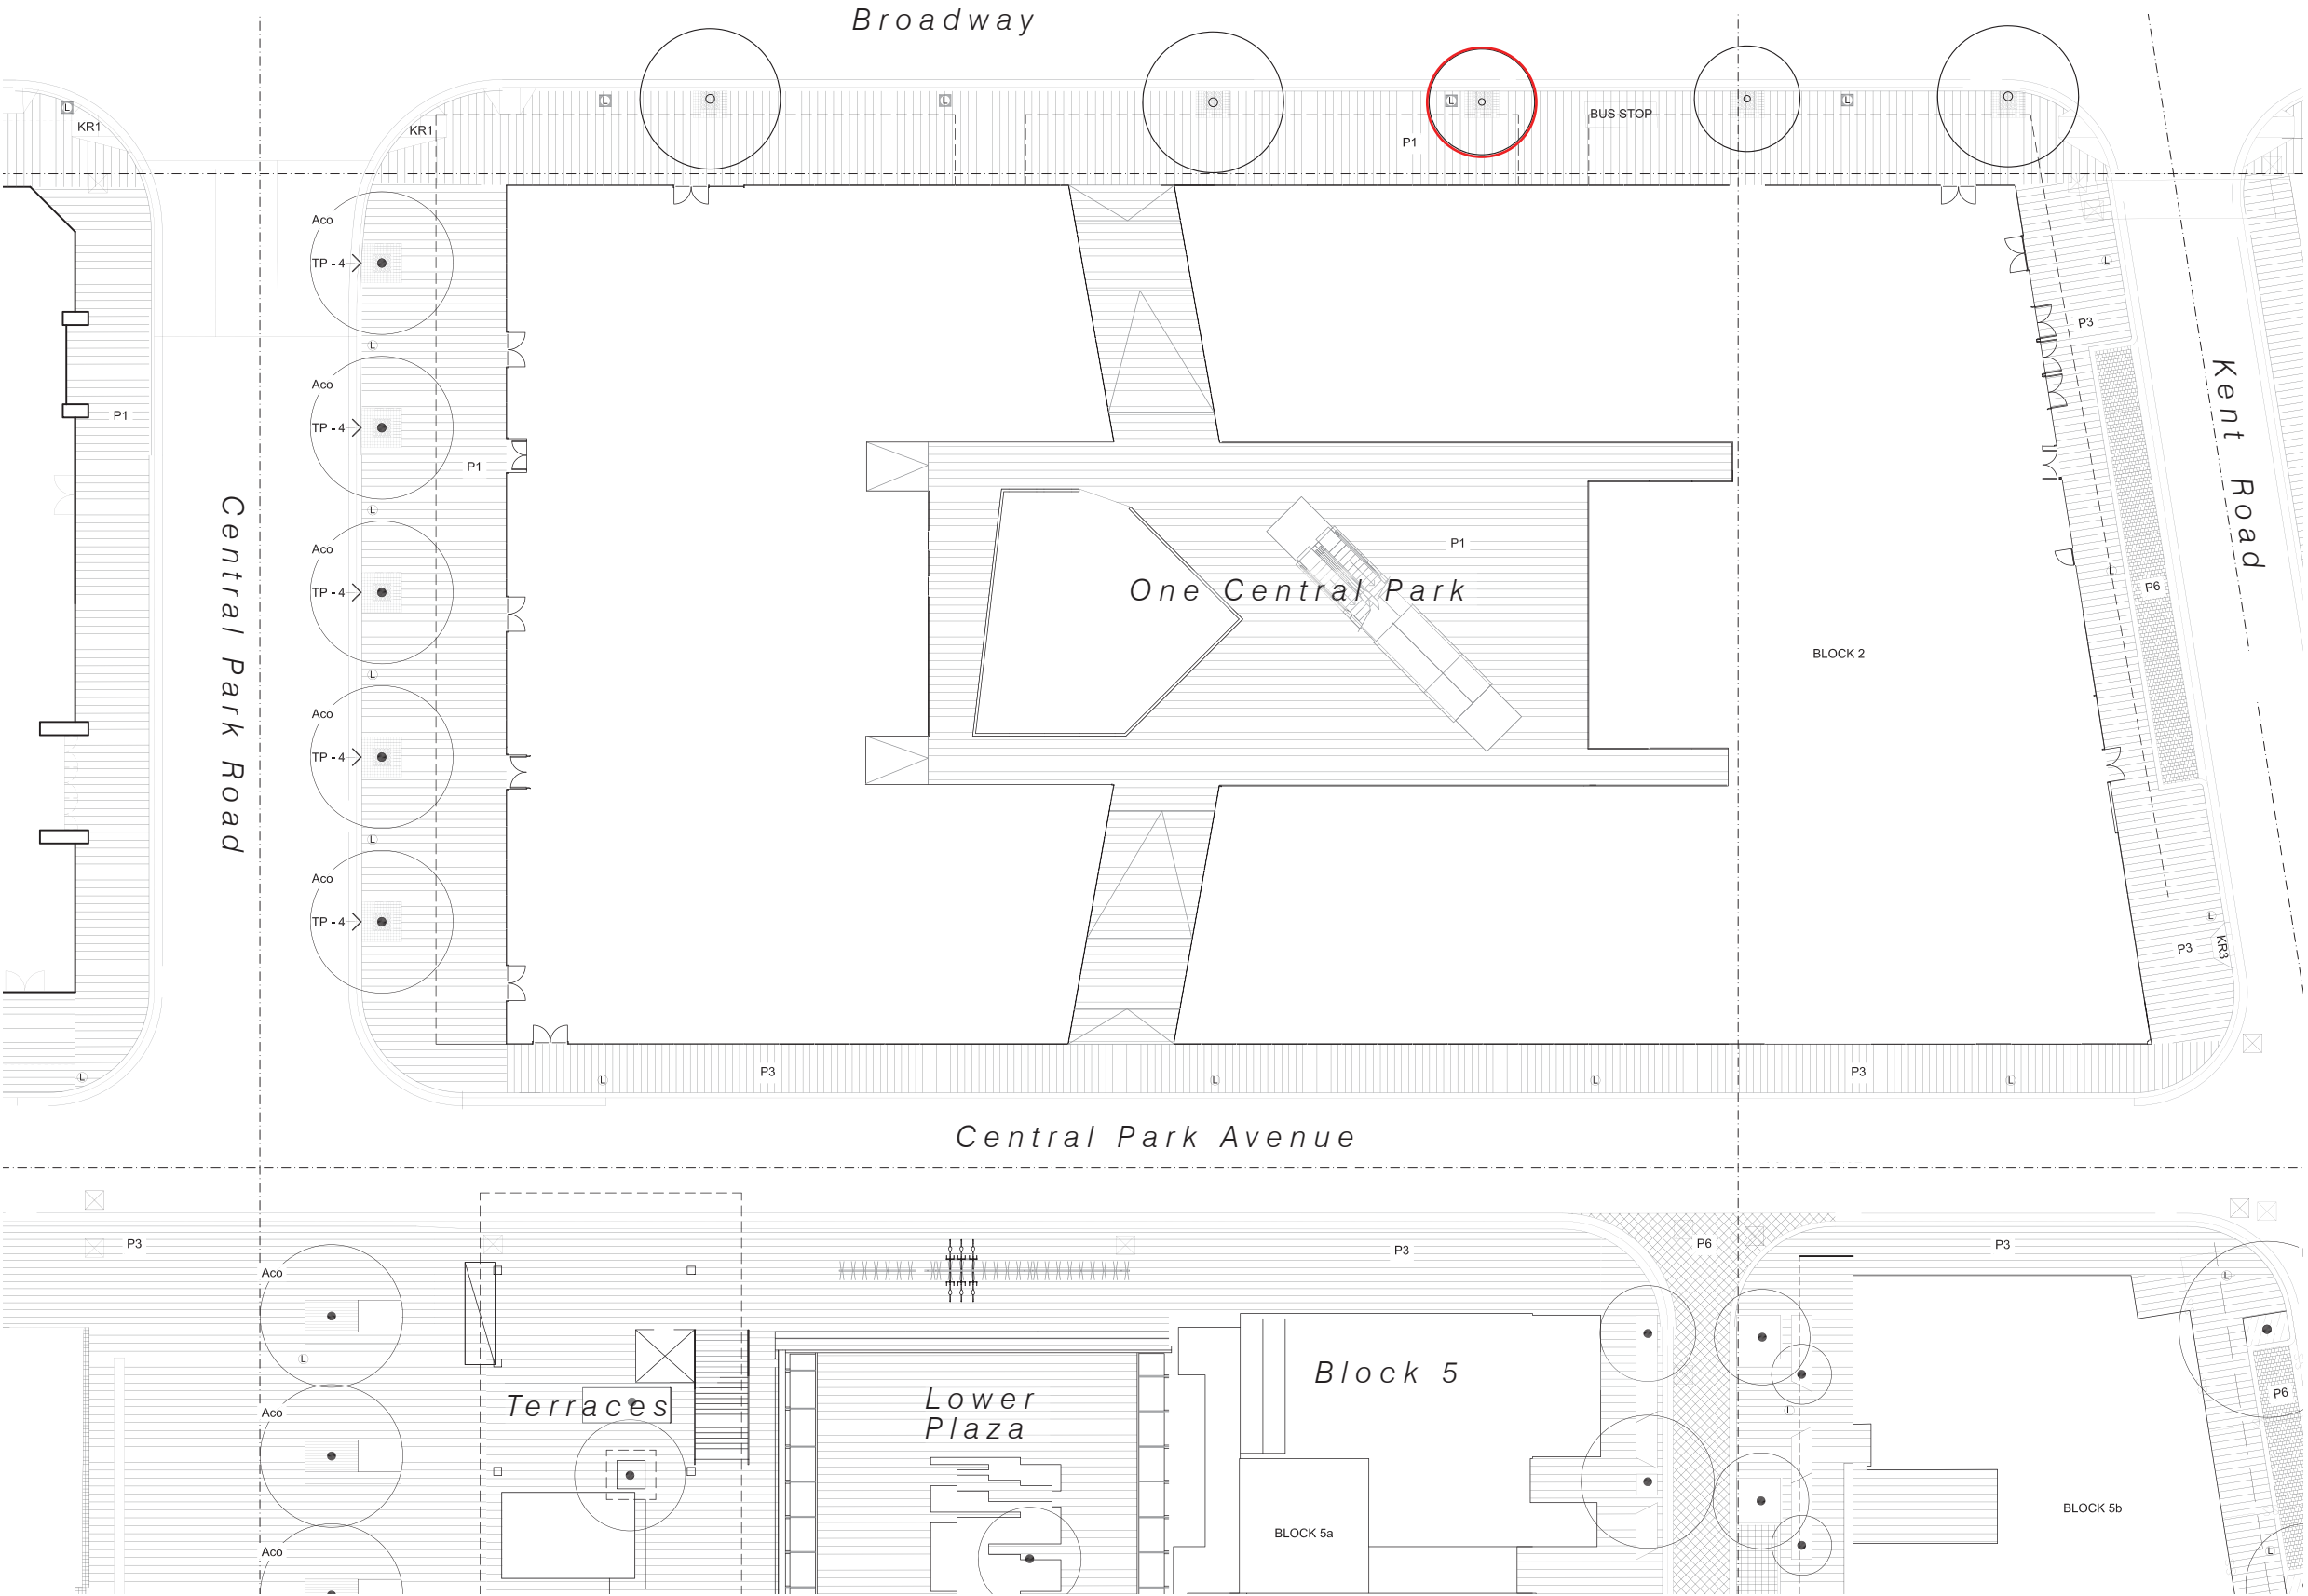 Broadway
L
L
L
L
L
KR1
KR1
BUS STOP
P1
Aco
TP - 4
L
L
P3
Aco
TP - 4
P1
P1
Kent Road
Central Park Road
L
P1
Aco
TP - 4
One Central Park
L
P6
BLOCK 2
L
Aco
TP - 4
L
Aco
TP - 4
L
P3
KR3
L
P3
P3
L
L
L
L
Central Park Avenue
P3
P3
P6
P3
Aco
L
L
Block 5
Terraces
Lower
Plaza
P6
Aco
L
BLOCK 5a
BLOCK 5b
Aco
L